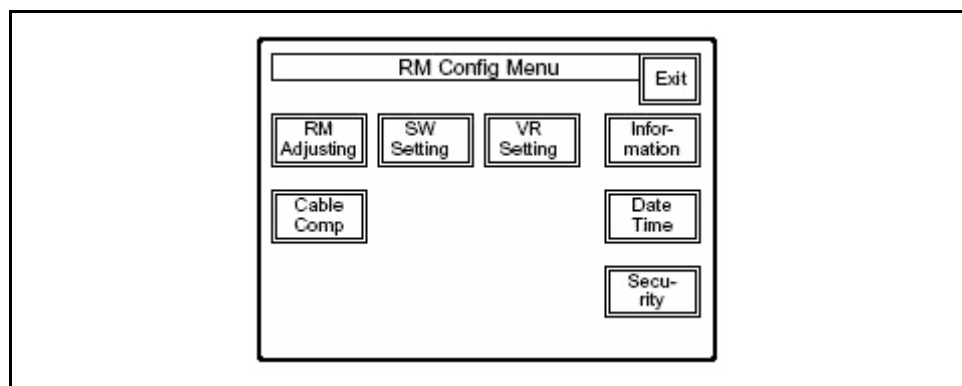 RM Config Menu
Exit
RM
Adjusting
SW
Setting
VR
Setting
Infor-
mation
Cable
Comp
Date
Time
Secu-
rity